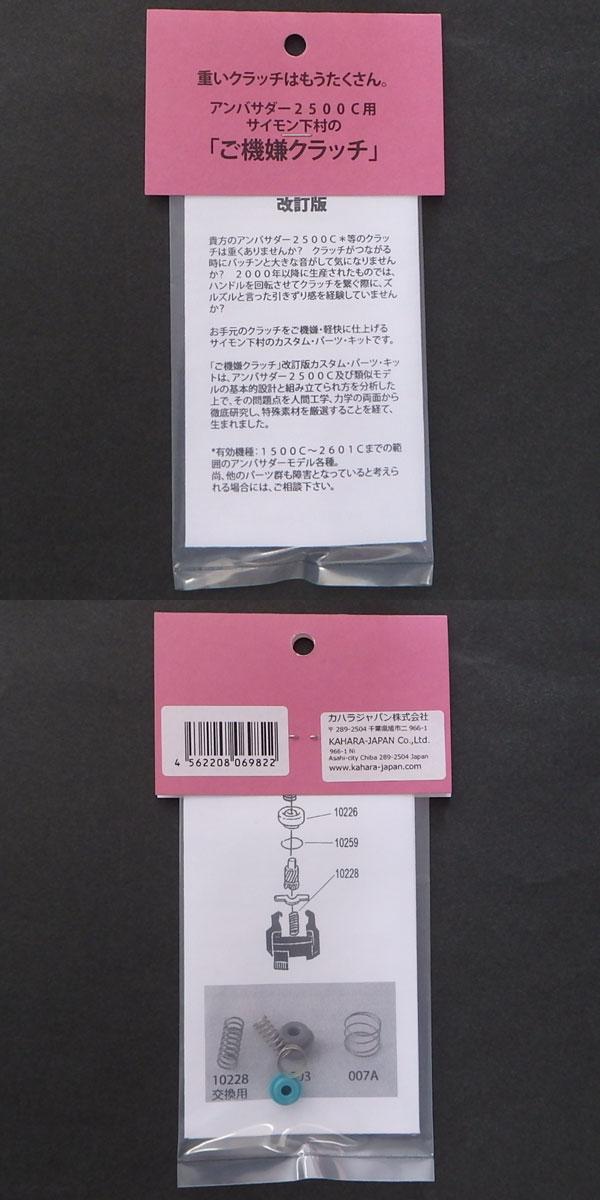 重いクラッチはもうたくさん。
アンバサダー２５００Ｃ用
サイモン下村の
「ご機嫌クラッチ」
改訂版
貴方のアンバサダー２５００Ｃ＊等のクラッ
チは重くありませんか？　クラッチがつながる
時にバッチンと大きな音がして気になりません
か？　２０００年以降に生産されたものでは、
ハンドルを回転させてクラッチを繋ぐ際に、ズ
ルズルと言った引きずり感を経験していません
か？
お手元のクラッチをご機嫌・軽快に仕上げる
サイモン下村のカスタム・パーツ・キットです。
「ご機嫌クラッチ」改訂版カスタム・パーツ・キッ
トは、アンバサダー２５００Ｃ及び類似モデ
ルの基本的設計と組み立てられ方を分析した
上で、その問題点を人間工学、力学の両面から
徹底研究し、特殊素材を厳選することを経て、
生まれました。
*有効機種：１５００Ｃ～２６０１Ｃまでの範
囲のアンバサダーモデル各種。
尚、他のパーツ群も障害となっていると考えら
れる場合には、ご相談下さい。
4 562208 069822
カハラジャパン株式会社
〒 289-2504 千葉県旭市二 966-1
KAHARA-JAPAN Co.,Ltd.
966-1 Ni
Asahi-city Chiba 289-2504 Japan
www.kahara-japan.com
10226
10259
10228
10228
交換用
007A